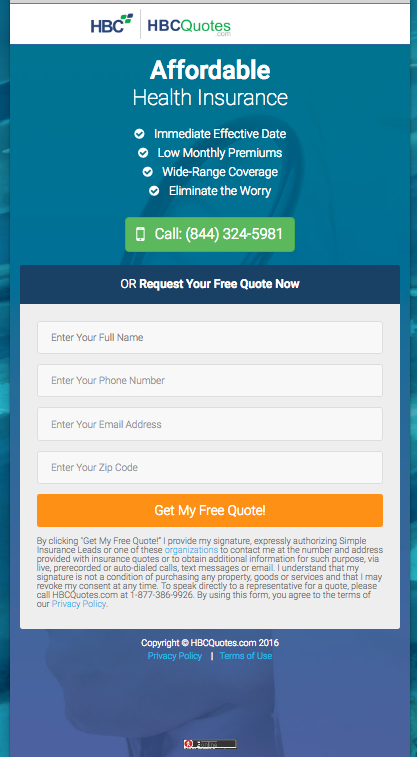 HBC HBCQuotes
.com
Affordable
Health Insurance
Immediate Effective Date
Low Monthly Premiums
Wide-Range Coverage
Eliminate the Worry
Call: (844) 324-5981
OR Request Your Free Quote Now
Enter Your Full Name
Enter Your Phone Number
Enter Your Email Address
Enter Your Zip Code
Get My Free Quote!
By clicking "Get My Free Quote!" I provide my signature, expressly authorizing Simple
Insurance Leads or one of these organizations to contact me at the number and address
provided with insurance quotes or to obtain additional information for such purpose, via
live, prerecorded or auto-dialed calls, text messages or email. I understand that my
signature is not a condition of purchasing any property, goods or services and that I may
revoke my consent at any time. To speak directly to a representative for a quote, please
call HBCQuotes.com at 1-877-386-9926. By using this form, you agree to the terms of
our Privacy Policy.
Copyright © HBCQuotes.com 2016
Privacy Policy | Terms of Use